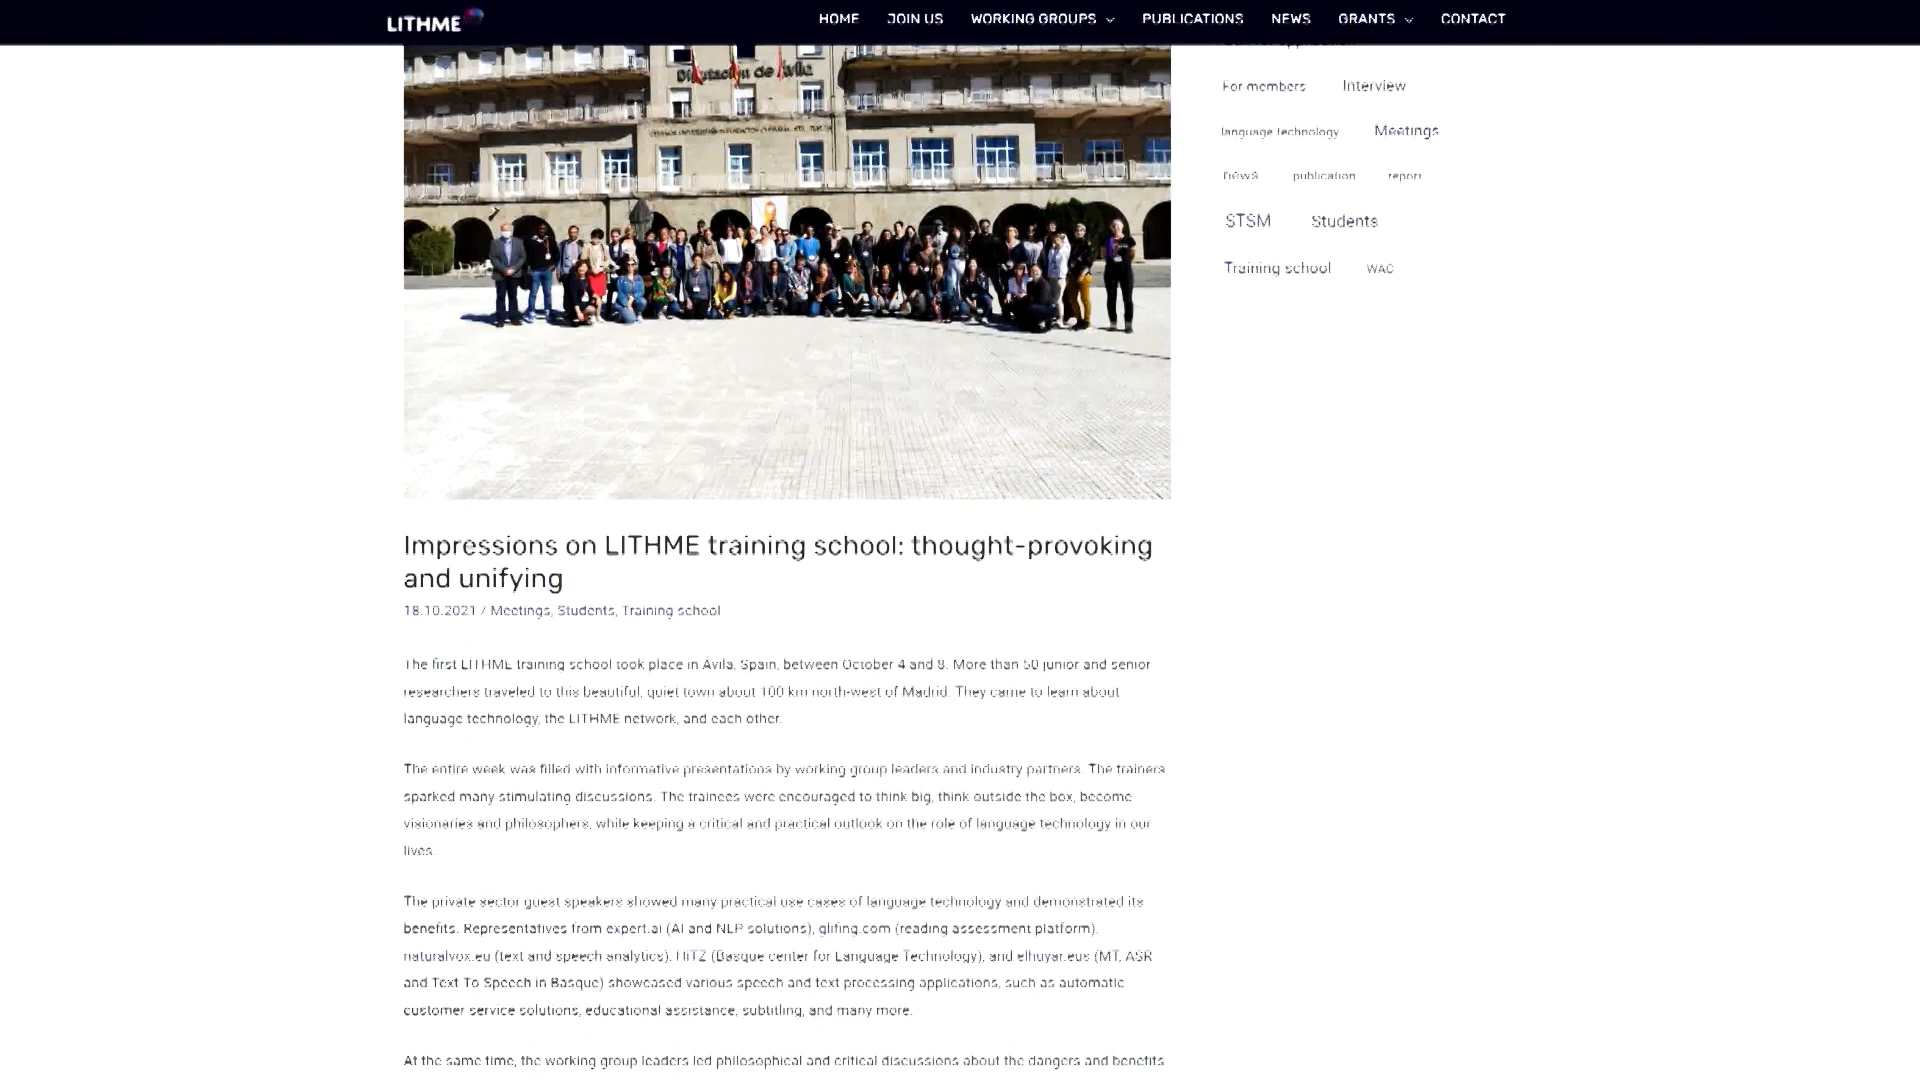 LITHME
HOME JOIN US WORKING GROUPS PUBLICATIONS NEWS GRANTS CONTACT
Diputación de Ávila
For members Interview
language technology Meetings
news publication report
STSM Students
Training school WAC
Impressions on LITHME training school: thought-provoking
and unifying
18.10.2021 / Meetings, Students, Training school
The first LITHME training school took place in Ávila, Spain, between October 4 and 8. More than 50 junior and senior
researchers traveled to this beautiful, quiet town about 100 km north-west of Madrid. They came to learn about
language technology, the LITHME network, and each other.
The entire week was filled with informative presentations by working group leaders and industry partners. The trainers
sparked many stimulating discussions. The trainees were encouraged to think big, think outside the box, become
visionaries and philosophers, while keeping a critical and practical outlook on the role of language technology in our
lives.
The private sector guest speakers showed many practical use cases of language technology and demonstrated its
benefits. Representatives from expert.ai (AI and NLP solutions), glifing.com (reading assessment platform),
naturalvox.eu (text and speech analytics), HiTZ (Basque center for Language Technology), and elhuyar.eus (MT, ASR
and Text To Speech in Basque) showcased various speech and text processing applications, such as automatic
customer service solutions, educational assistance, subtitling, and many more.
At the same time, the working group leaders led philosophical and critical discussions about the dangers and benefits